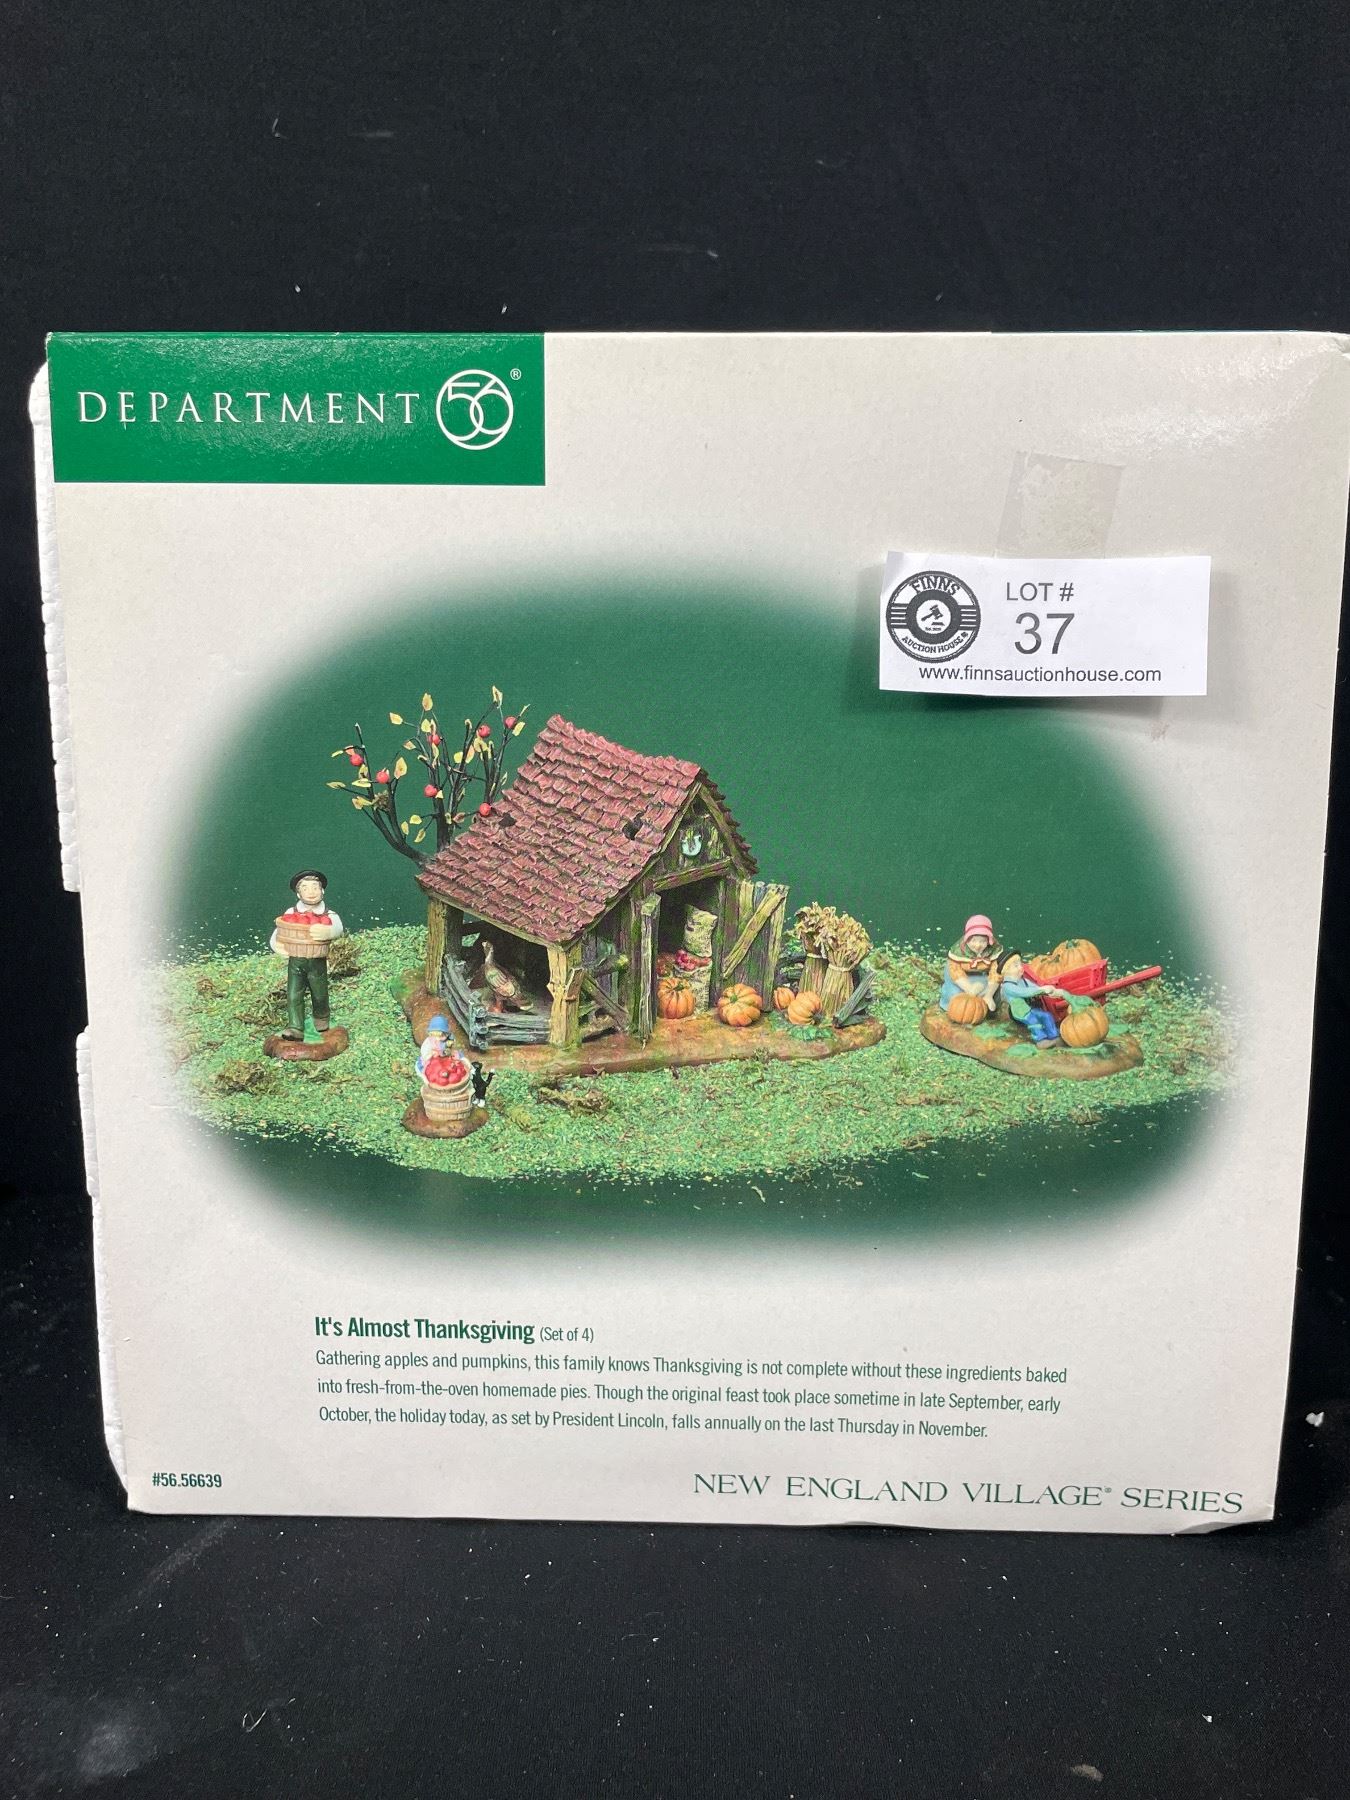 DEPARTMENT 56®
FINNS
AUCTION HOUSE
LOT #
37
www.finnsauctionhouse.com
It's Almost Thanksgiving (Set of 4)
Gathering apples and pumpkins, this family knows Thanksgiving is not complete without these ingredients baked
into fresh-from-the-oven homemade pies. Though the original feast took place sometime in late September, early
October, the holiday today, as set by President Lincoln, falls annually on the last Thursday in November.
#56.56639
NEW ENGLAND VILLAGE® SERIES